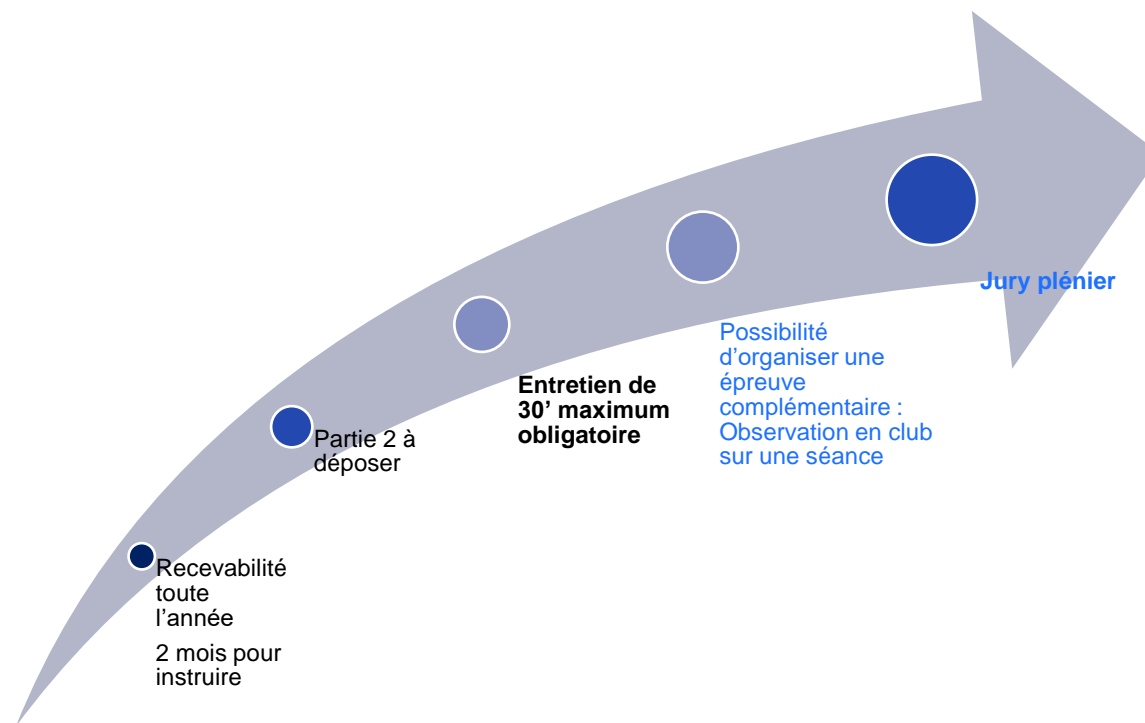 Recevabilité
toute
l’année
2 mois pour
instruire
Partie 2 à
déposer
Entretien de
30’ maximum
obligatoire
Possibilité
d’organiser une
épreuve
complémentaire :
Observation en club
sur une séance
Jury plénier